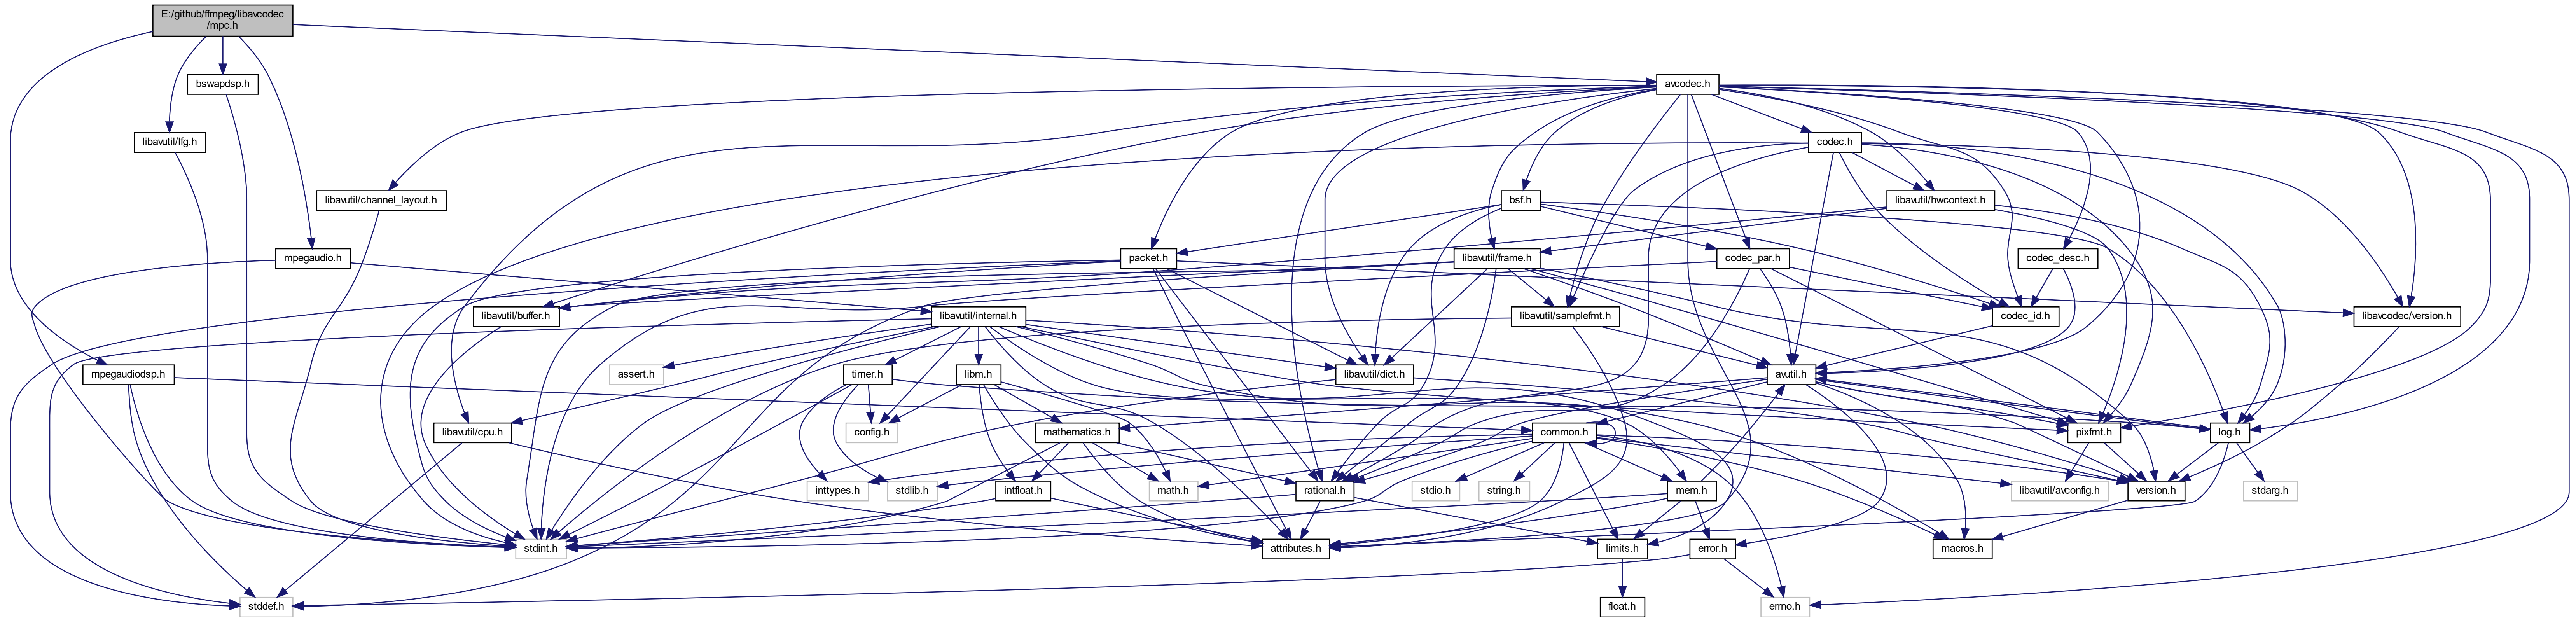 E:/github/ffmpeg/libavcodec
/mpc.h
bswapdsp.h
avcodec.h
libavutil/lfg.h
codec.h
libavutil/channel_layout.h
bsf.h
libavutil/hwcontext.h
mpegaudio.h
packet.h
libavutil/frame.h
codec_par.h
codec_desc.h
libavutil/buffer.h
libavutil/internal.h
libavutil/samplefmt.h
codec_id.h
libavcodec/version.h
mpegaudiodsp.h
assert.h
timer.h
libm.h
libavutil/dict.h
avutil.h
libavutil/cpu.h
config.h
mathematics.h
common.h
pixfmt.h
log.h
inttypes.h
stdlib.h
intfloat.h
math.h
rational.h
stdio.h
string.h
mem.h
libavutil/avconfig.h
version.h
stdarg.h
stdint.h
attributes.h
limits.h
error.h
macros.h
stddef.h
float.h
errno.h